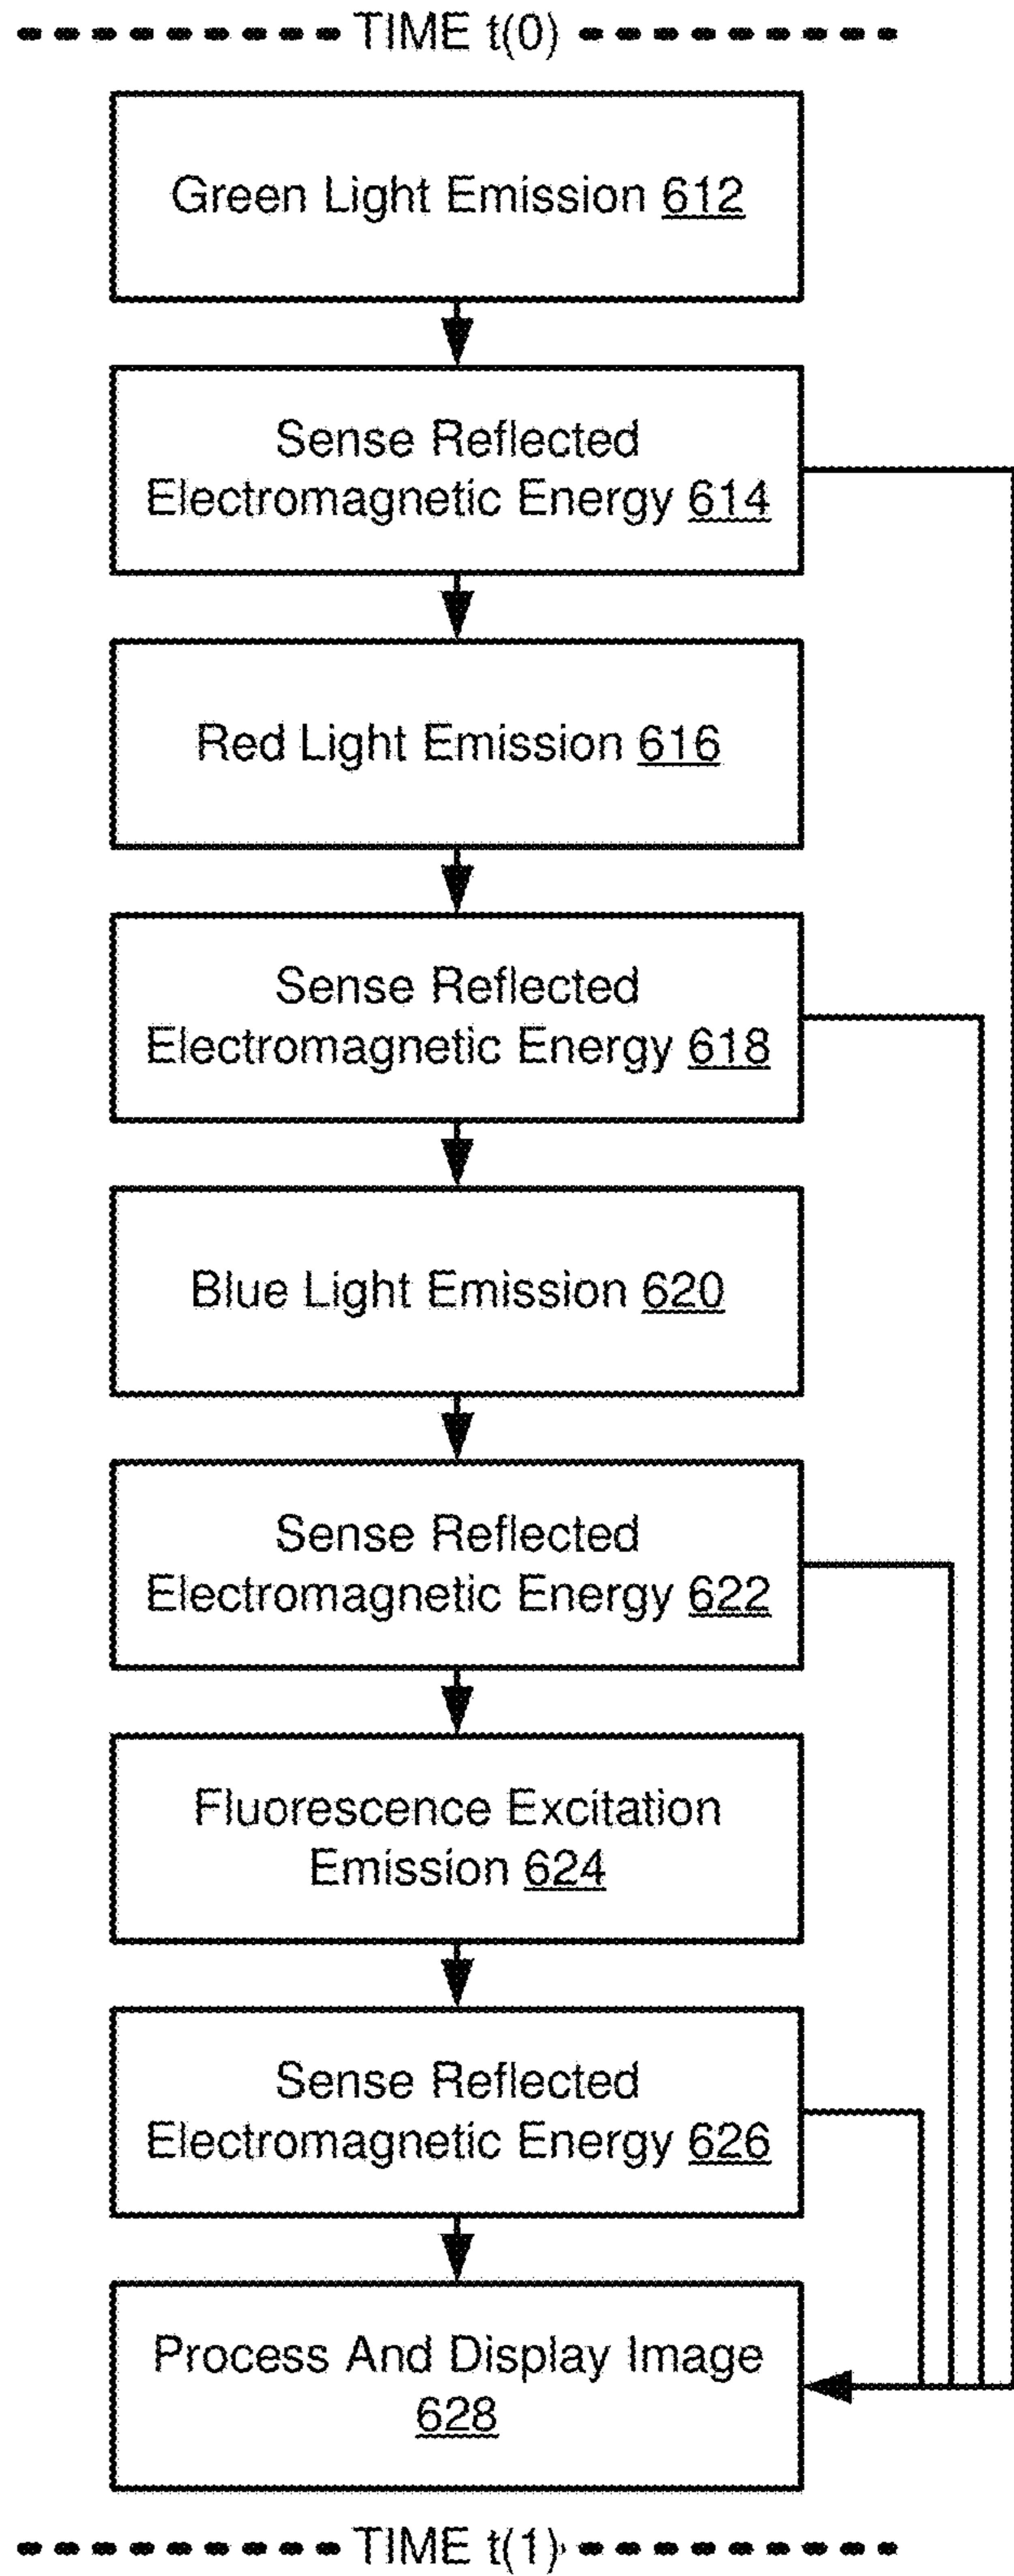 TIME t(0)
Green Light Emission 612
Sense Reflected
Electromagnetic Energy 614
Red Light Emission 616
Sense Reflected
Electromagnetic Energy 618
Blue Light Emission 620
Sense Reflected
Electromagnetic Energy 622
Fluorescence Excitation
Emission 624
Sense Reflected
Electromagnetic Energy 626
Process And Display Image
628
TIME t(1)